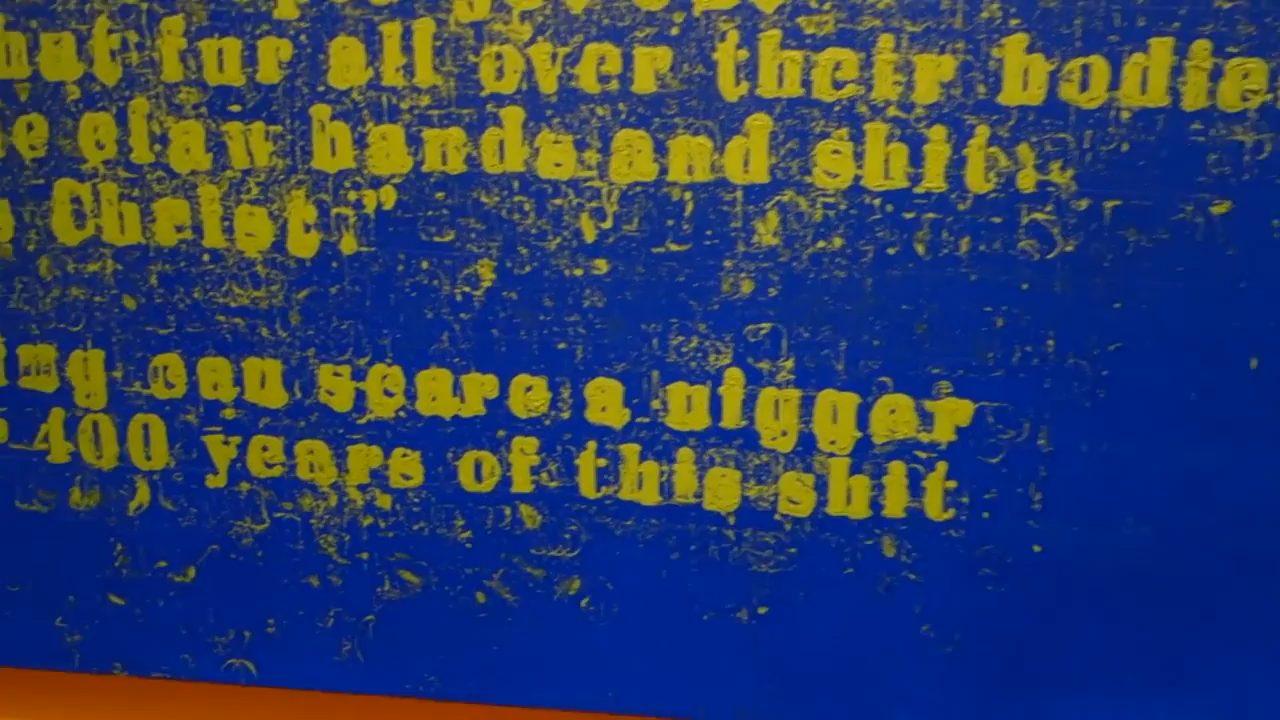 hat fur all over their bodie
e claw hands and shit:
s Christ."
ing can scare a nigger
400 years of this shit